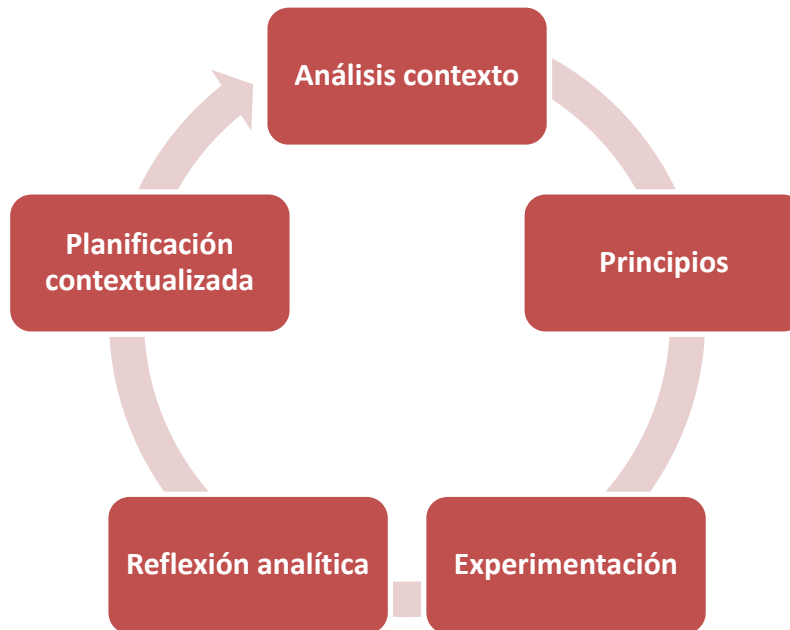 Análisis contexto
Principios
Experimentación
Reflexión analítica
Planificación
contextualizada